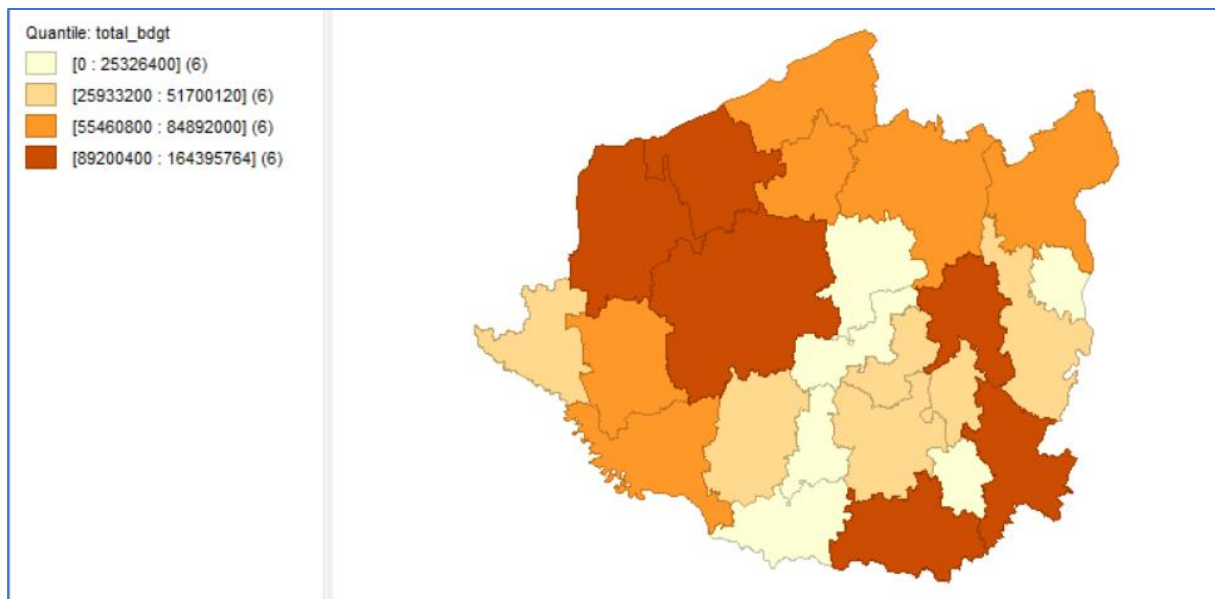 Quantile: total_bdgt
[0 : 25326400] (6)
[25933200 : 51700120] (6)
[55460800 : 84892000] (6)
[89200400 : 164395764] (6)